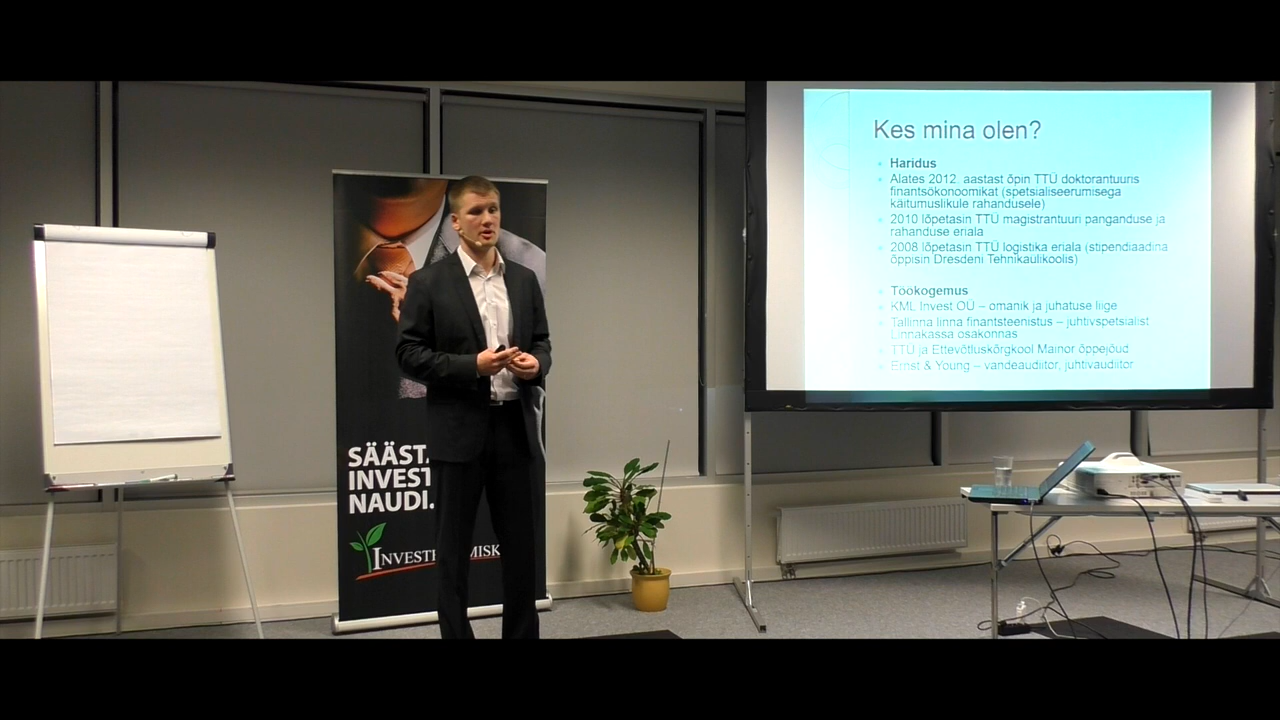 SÄÄST
INVEST
NAUDI.
INVESTE MISK
Kes mina olen?
Haridus
Alates 2012. aastast õpin TTÜ doktorantuuris
finantsökonoomikat (spetsialiseerumisega
käitumuslikule rahandusele)
2010 lõpetasin TTÜ magistrantuuri panganduse ja
rahanduse eriala
2008 lõpetasin TTÜ logistika eriala (stipendiaadina
õppisin Dresdeni Tehnikaülikoolis)
Töökogemus
KML Invest OÜ – omanik ja juhatuse liige
Tallinna linna finantsteenistus – juhtivspetsialist
Linnakassa osakonnas
TTÜ ja Ettevõtluskõrgkool Mainor õppejõud
Ernst & Young – vandeaudiitor, juhtivaudiitor